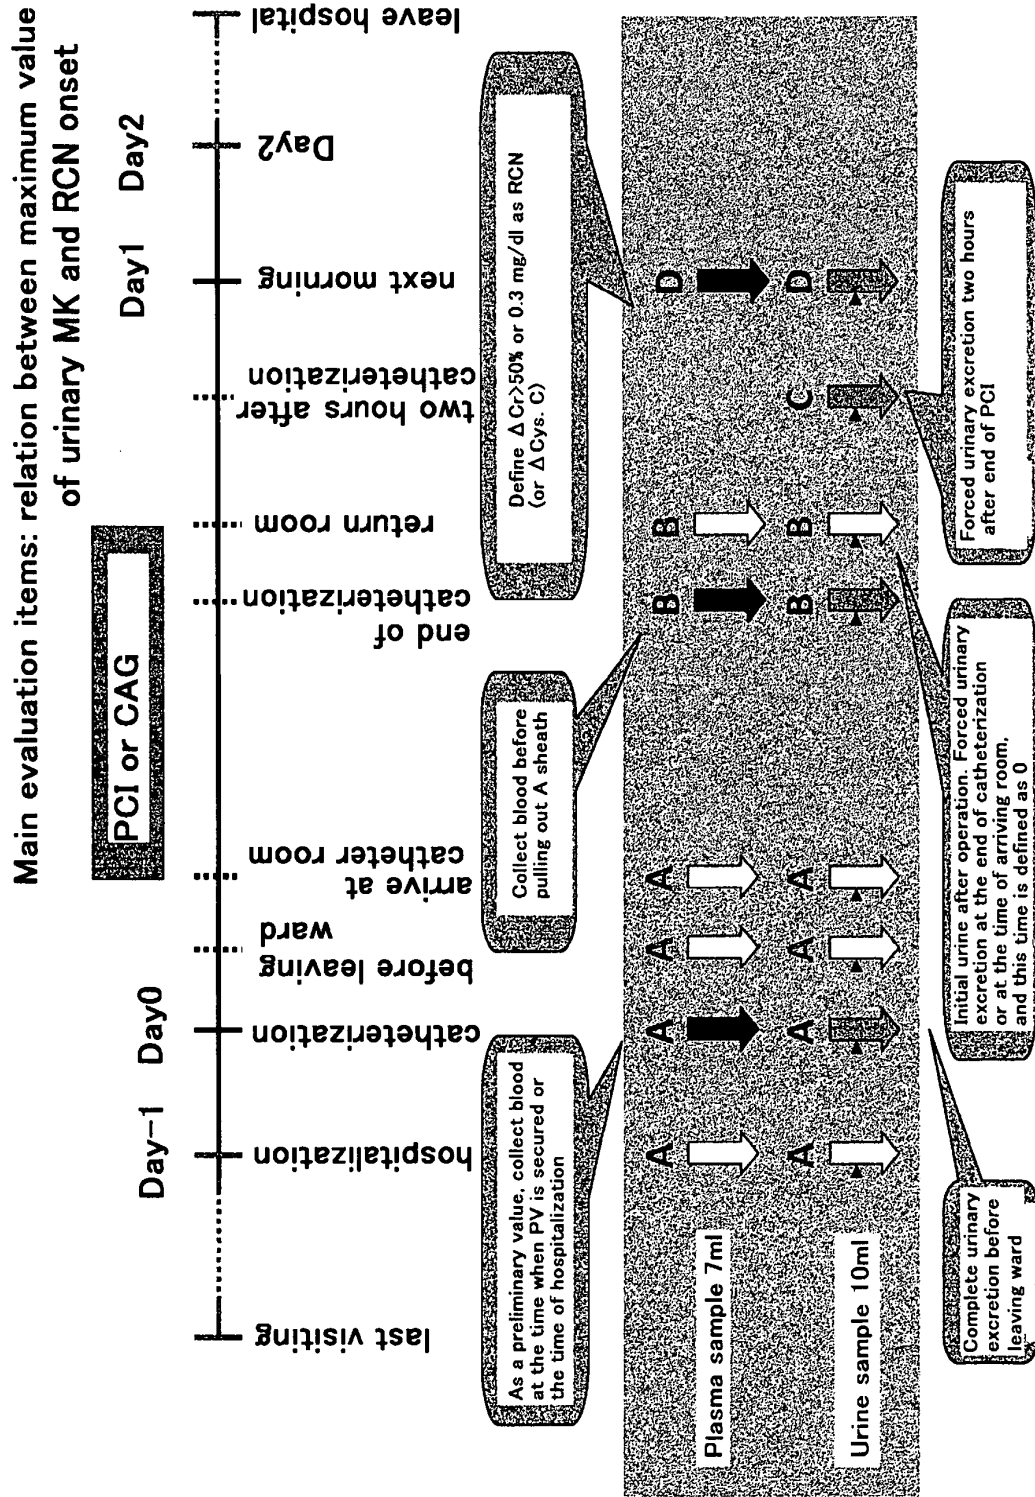 Main evaluation items: relation between maximum value
of urinary MK and RCN onset
PCI or CAG
Day-1
Day0
Day1
Day2
last visiting
hospitalization
catheterization
before leaving
ward
arrive at
catheter room
end of
catheterization
return room
two hours after
catheterization
next morning
Day2
leave hospital
As a preliminary value, collect blood
at the time when PV is secured or
the time of hospitalization
Collect blood before
pulling out A sheath
Define Δ Cr>50% or 0.3 mg/dl as RCN
(or Δ Cys. C)
Plasma sample 7ml
A
A
A
A
B
B
D
Urine sample 10ml
A
A
A
A
B
B
C
D
Complete urinary
excretion before
leaving ward
Initial urine after operation. Forced urinary
excretion at the end of catheterization
or at the time of arriving room,
and this time is defined as 0
Forced urinary excretion two hours
after end of PCI